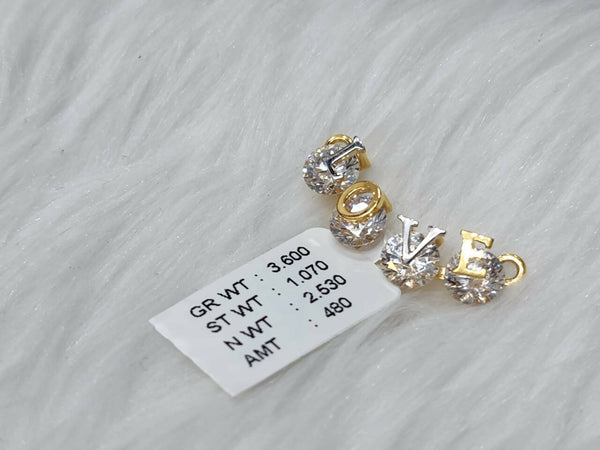 L
O
V
E
GR WT : 3.600
ST WT : 1.070
N WT : 2.530
AMT : 480